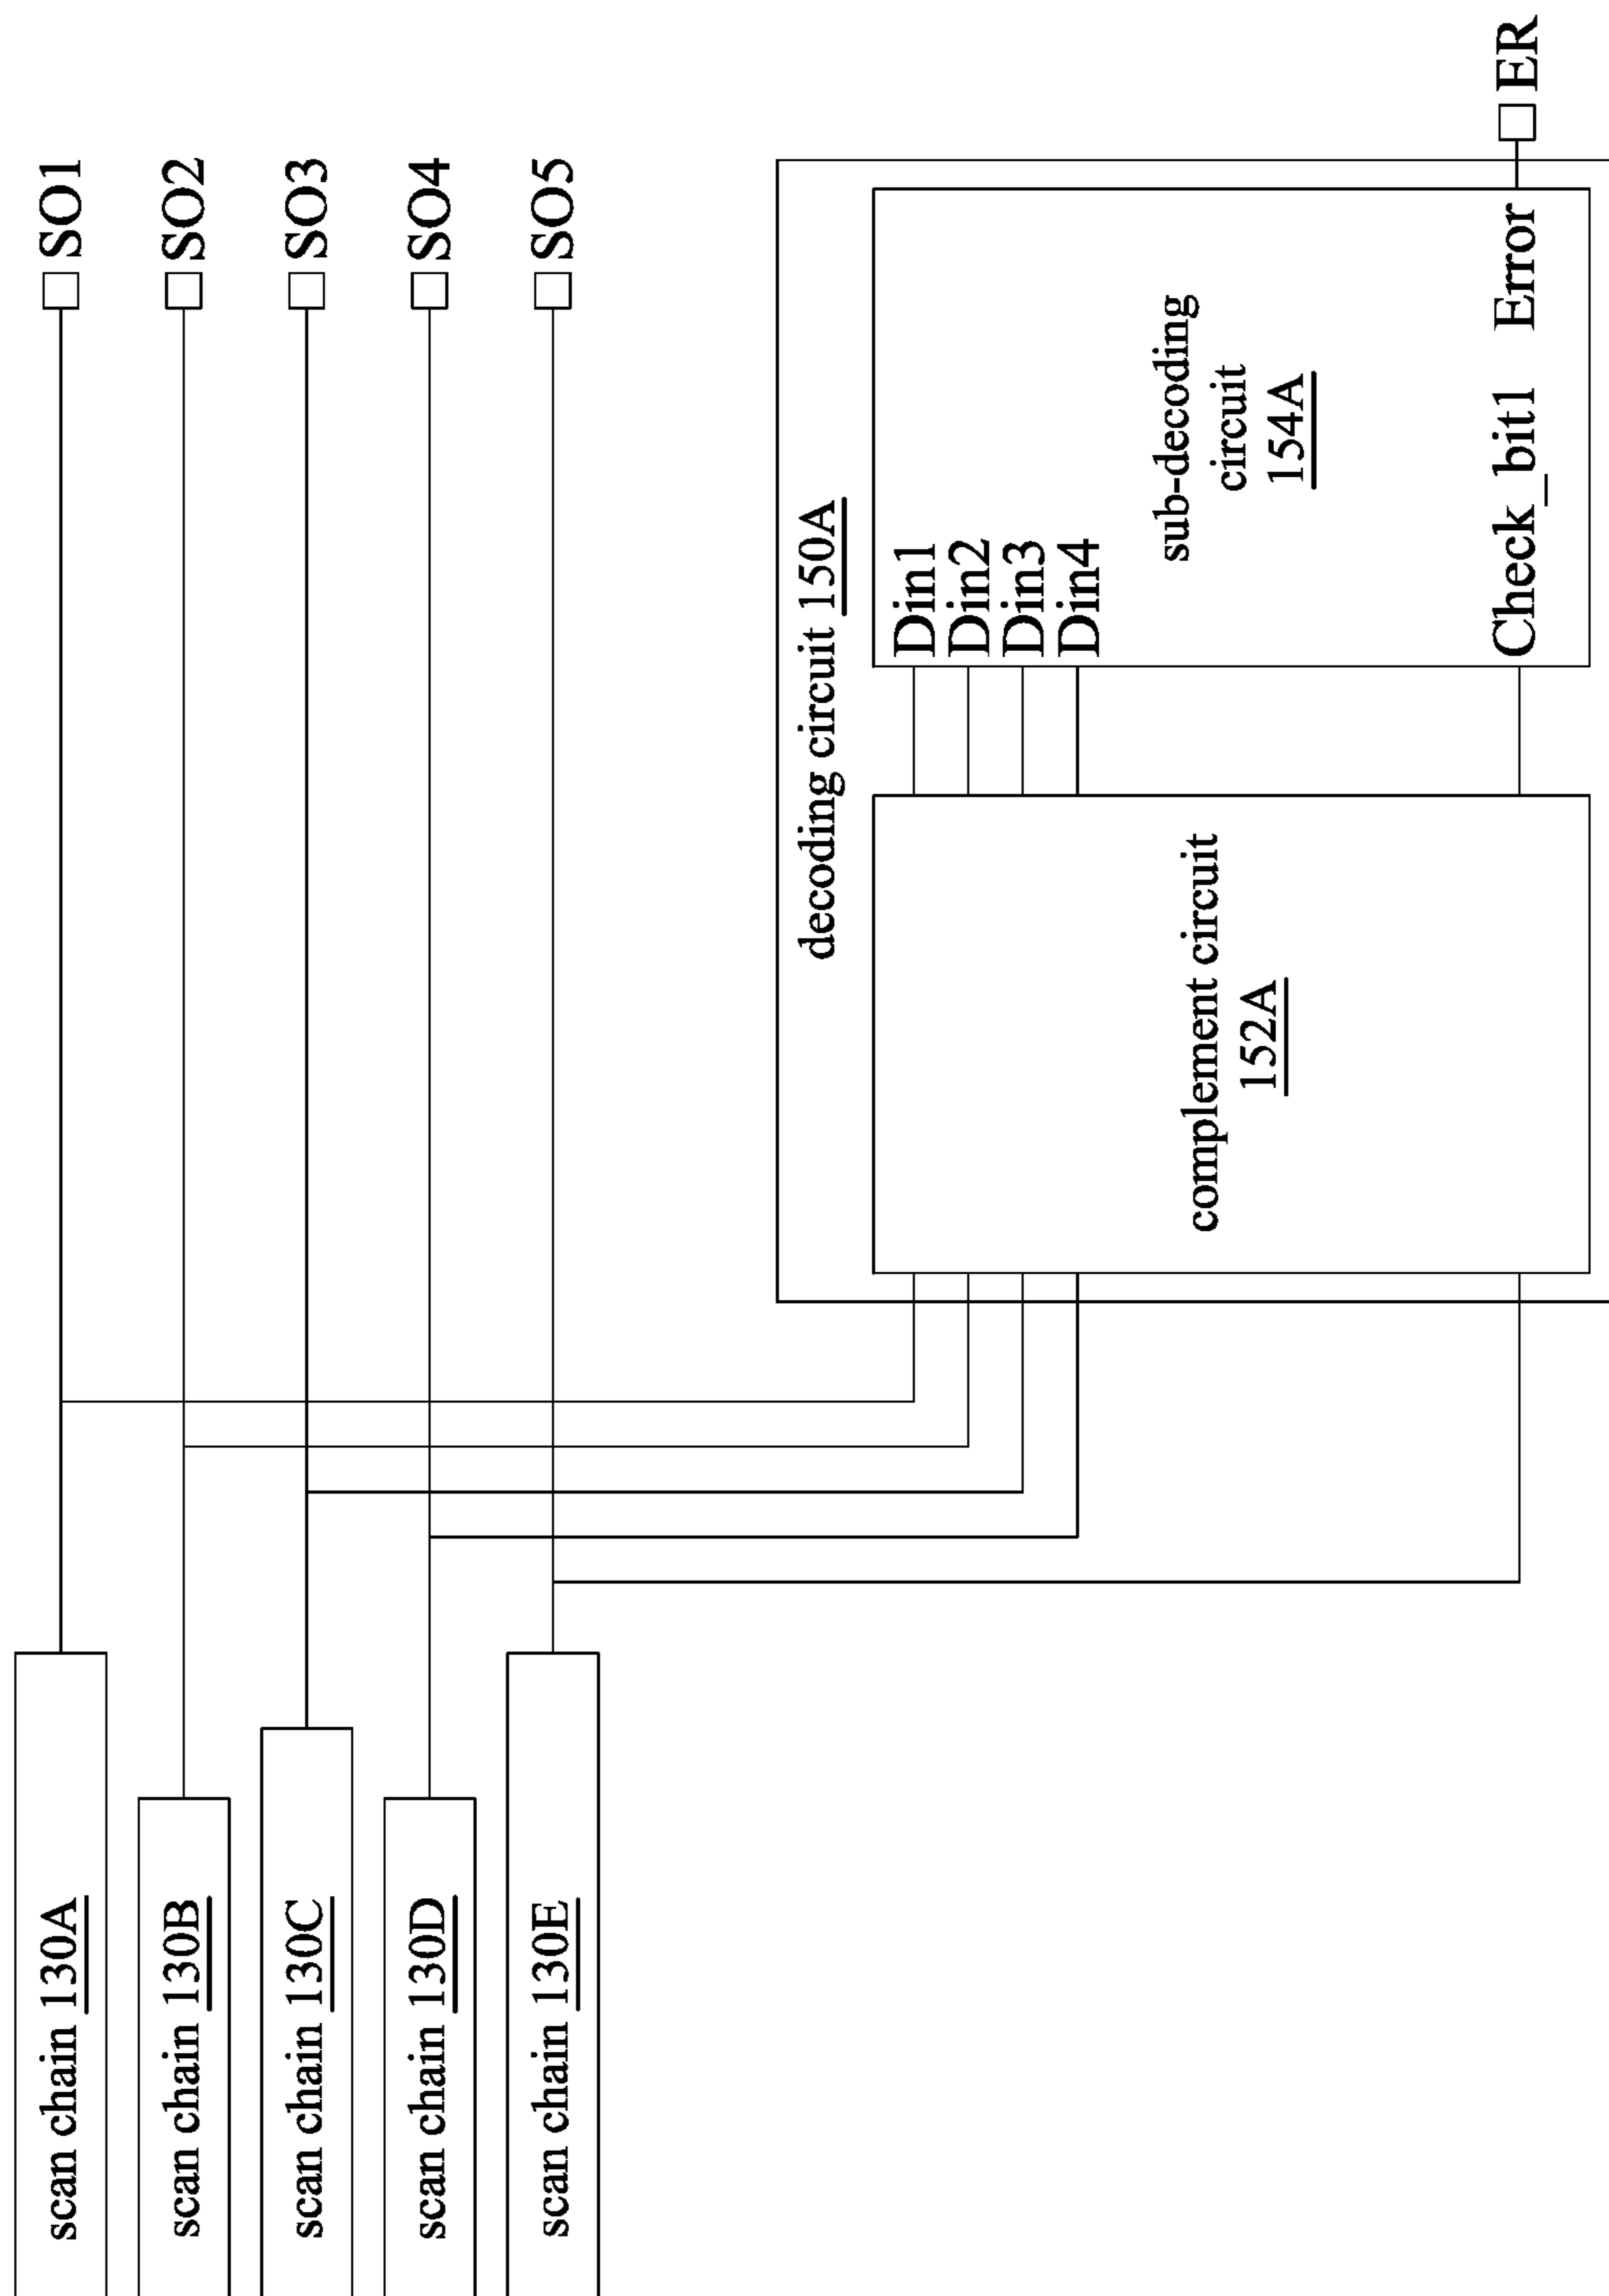 scan chain 130A
SO1
scan chain 130B
SO2
scan chain 130C
SO3
scan chain 130D
SO4
scan chain 130E
SO5
decoding circuit 150A
complement circuit
152A
Din1
Din2
Din3
Din4
sub-decoding
circuit
154A
Check_bit1 Error
ER